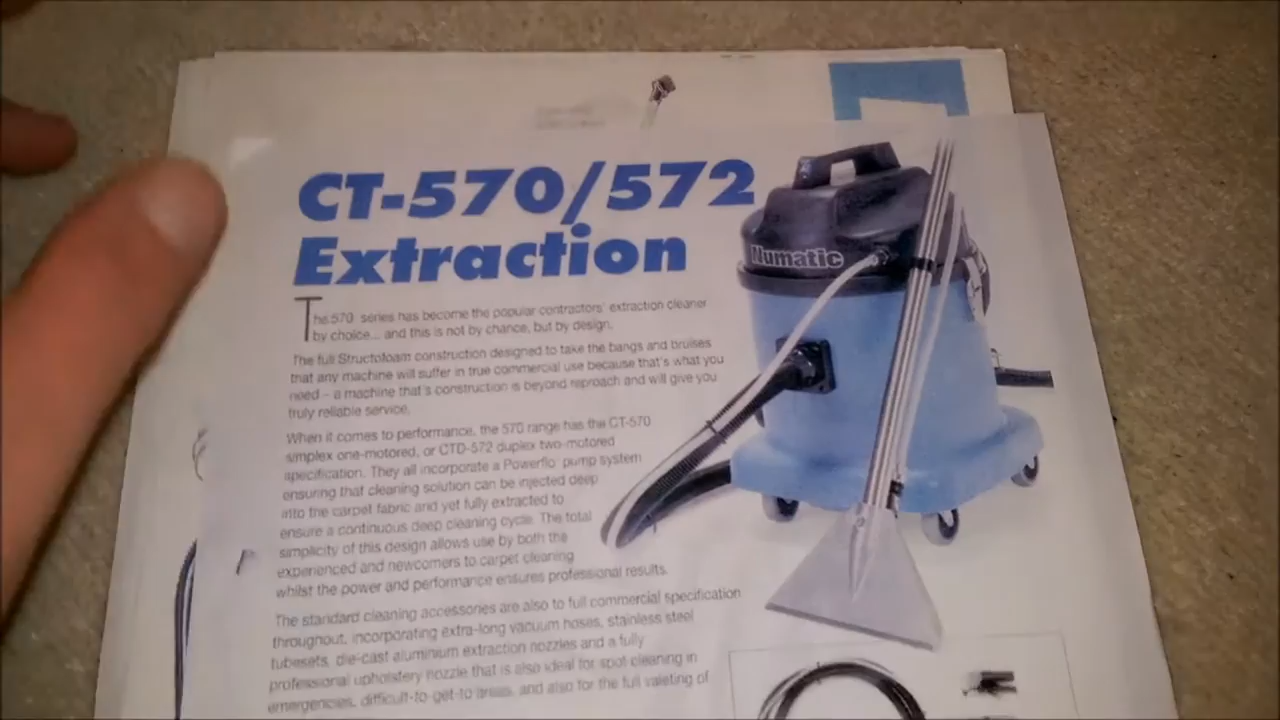 CT-570/572
Extraction
Numatic
The 570 series has become the popular contractors' extraction cleaner
by choice... and this is not by chance, but by design.
The full Structofoam construction designed to take the bangs and bruises
that any machine will suffer in true commercial use because that's what you
need – a machine that's construction is beyond reproach and will give you
truly reliable service.
When it comes to performance, the 570 range has the CT-570
simplex one-motored, or CTD-572 duplex two-motored
specification. They all incorporate a Powerflo pump system
ensuring that cleaning solution can be injected deep
into the carpet fabric and yet fully extracted to
ensure a continuous deep cleaning cycle. The total
simplicity of this design allows use by both the
experienced and newcomers to carpet cleaning
whilst the power and performance ensures professional results.
The standard cleaning accessories are also to full commercial specification
throughout, incorporating extra-long vacuum hoses, stainless steel
tubesets, die-cast aluminium extraction nozzles and a fully
professional upholstery nozzle that is also ideal for spot cleaning in
emergencies, difficult-to-get-to areas, and also for the full valeting of